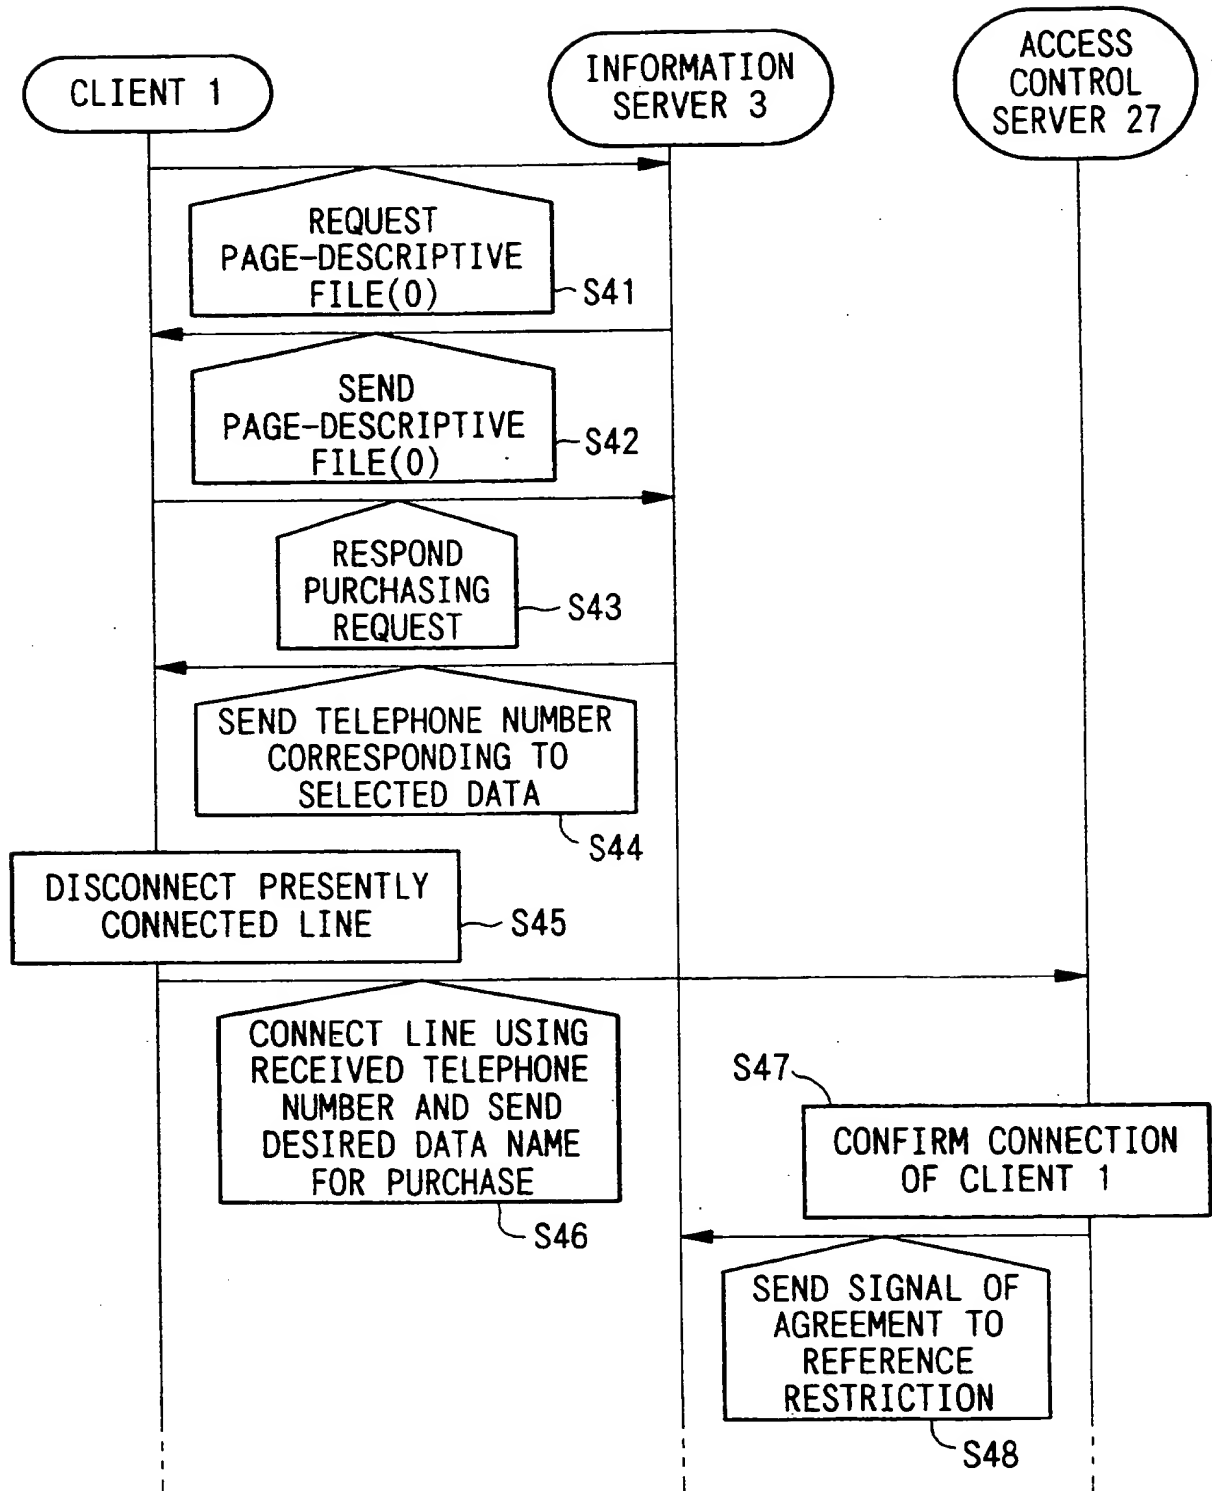 CLIENT 1
INFORMATION
SERVER 3
ACCESS
CONTROL
SERVER 27
REQUEST
PAGE-DESCRIPTIVE
FILE(0)
S41
SEND
PAGE-DESCRIPTIVE
FILE(0)
S42
RESPOND
PURCHASING
REQUEST
S43
SEND TELEPHONE NUMBER
CORRESPONDING TO
SELECTED DATA
S44
DISCONNECT PRESENTLY
CONNECTED LINE
S45
CONNECT LINE USING
RECEIVED TELEPHONE
NUMBER AND SEND
DESIRED DATA NAME
FOR PURCHASE
S46
S47
CONFIRM CONNECTION
OF CLIENT 1
SEND SIGNAL OF
AGREEMENT TO
REFERENCE
RESTRICTION
S48